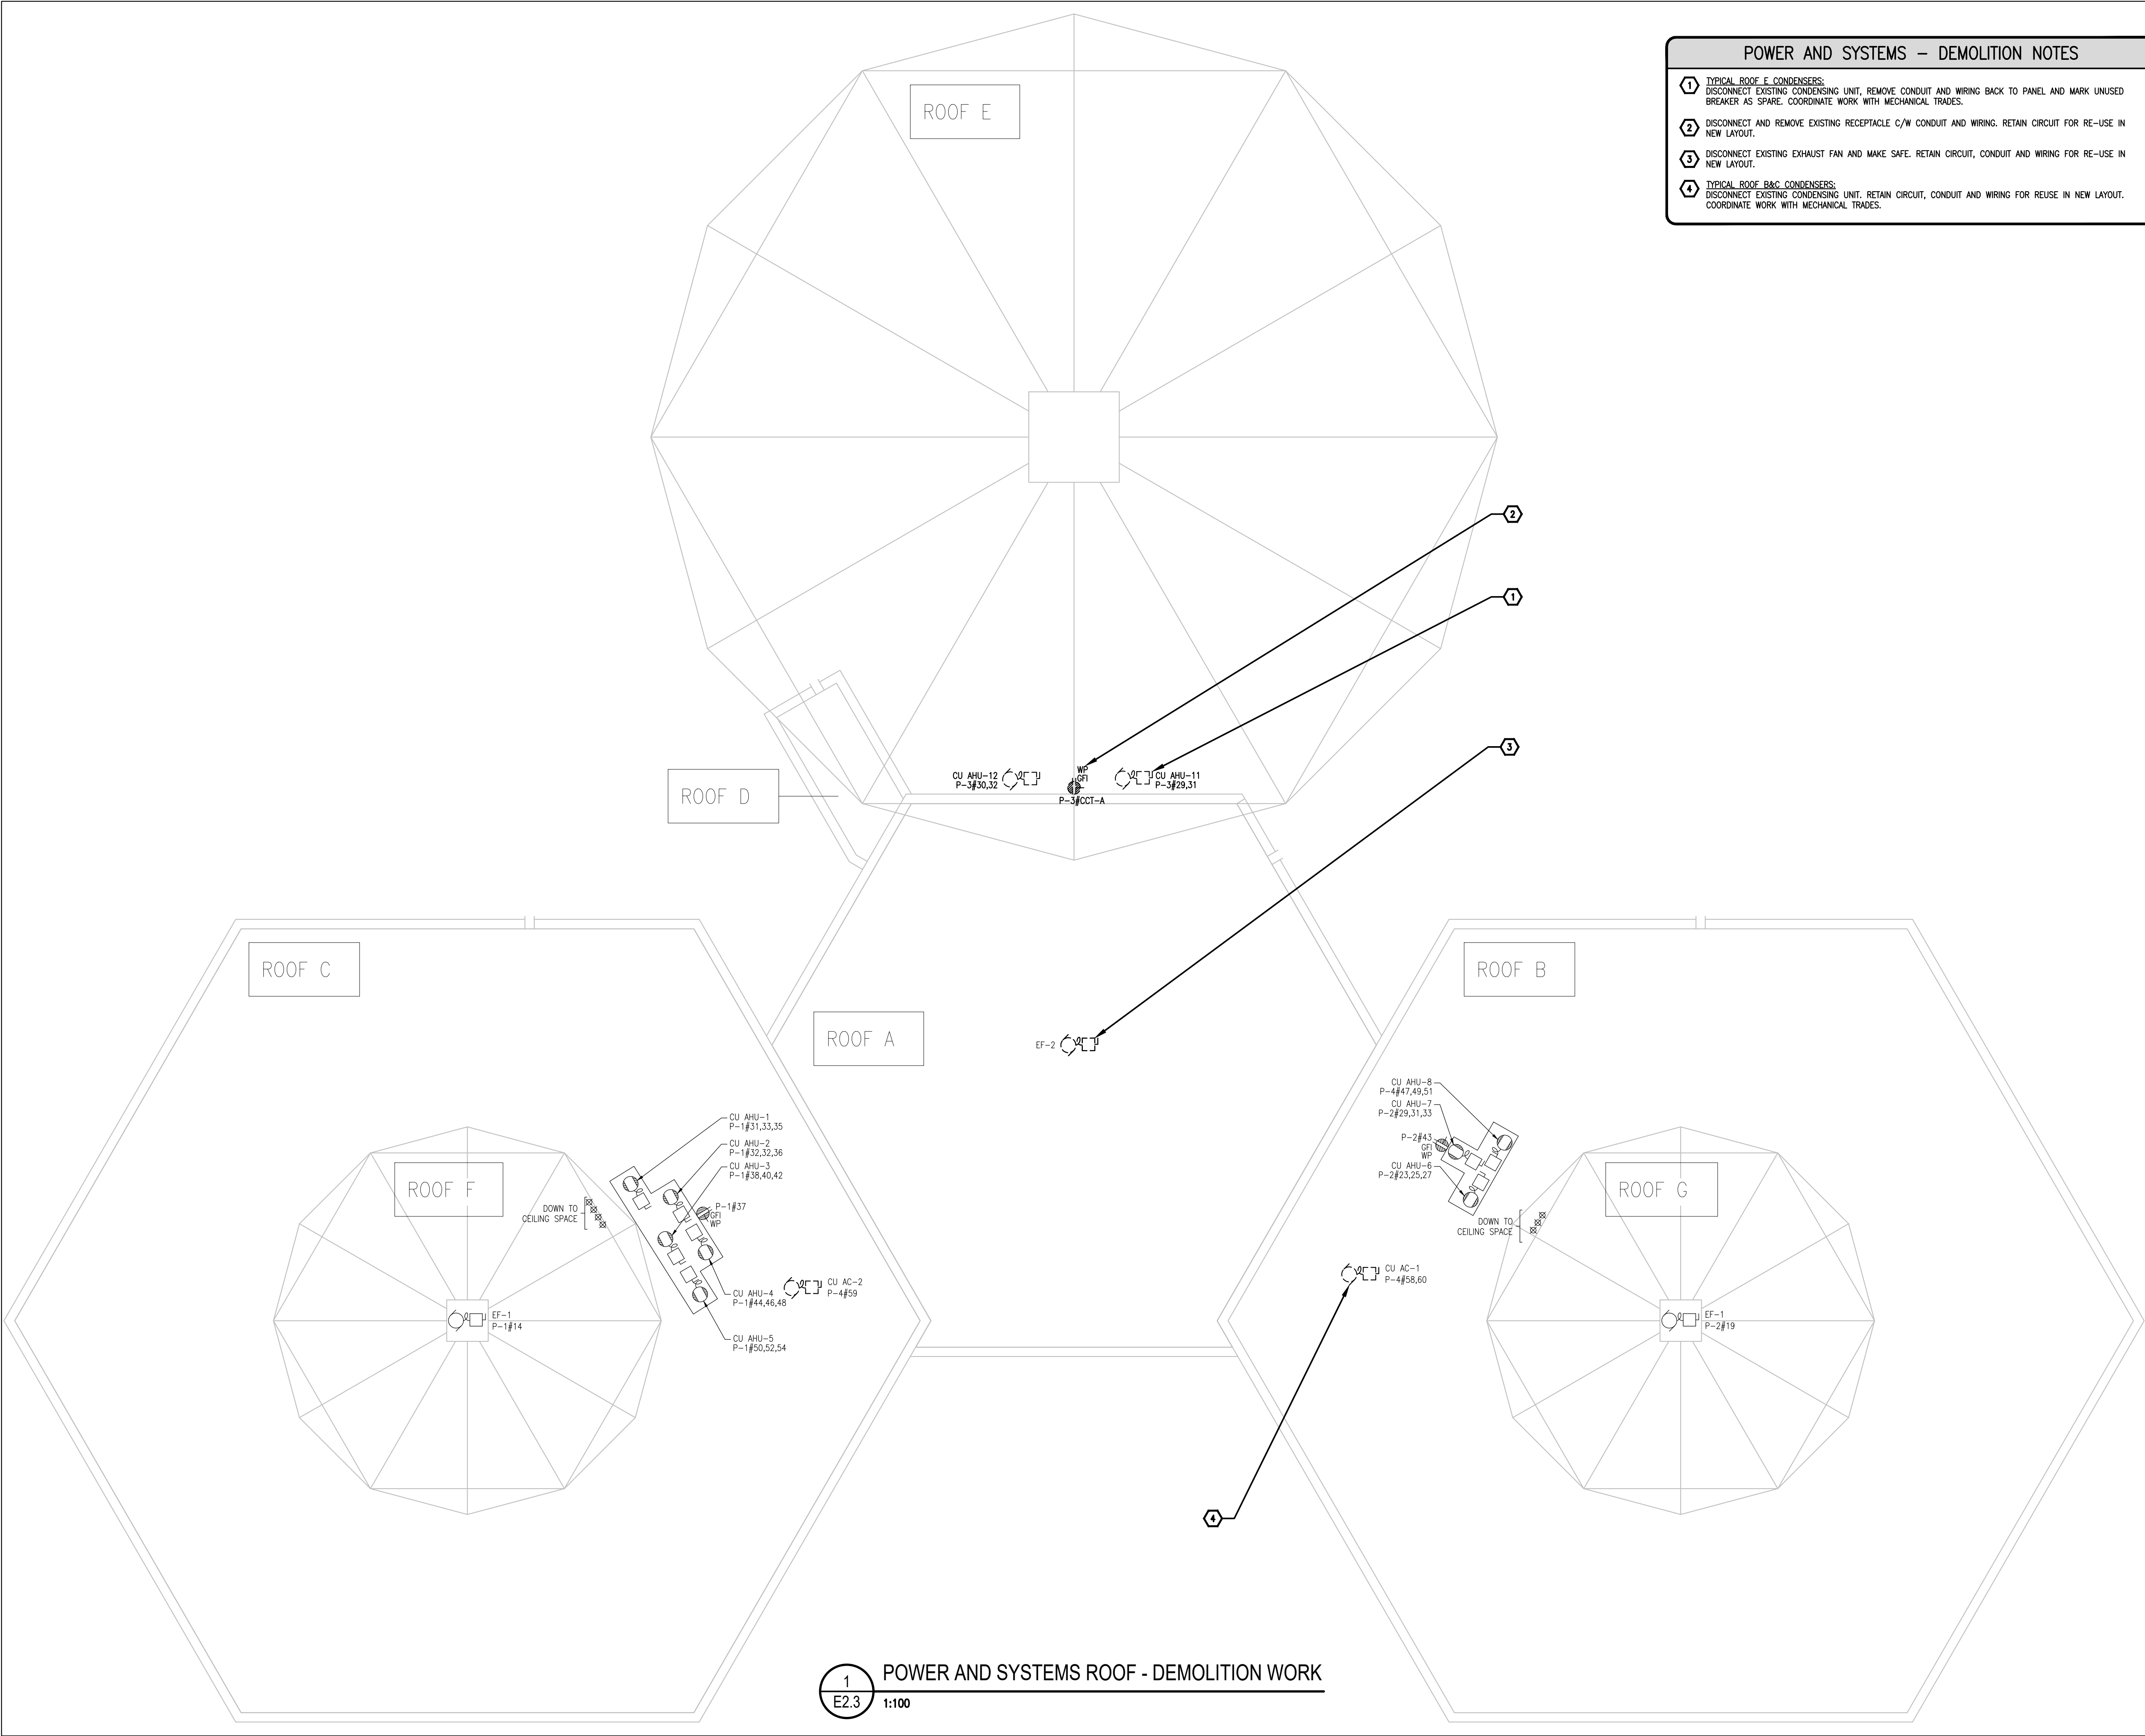 POWER AND SYSTEMS – DEMOLITION NOTES
1 TYPICAL ROOF E CONDENSERS:
DISCONNECT EXISTING CONDENSING UNIT, REMOVE CONDUIT AND WIRING BACK TO PANEL AND MARK UNUSED
BREAKER AS SPARE. COORDINATE WORK WITH MECHANICAL TRADES.
2 DISCONNECT AND REMOVE EXISTING RECEPTACLE C/W CONDUIT AND WIRING. RETAIN CIRCUIT FOR RE–USE IN
NEW LAYOUT.
3 DISCONNECT EXISTING EXHAUST FAN AND MAKE SAFE. RETAIN CIRCUIT, CONDUIT AND WIRING FOR RE–USE IN
NEW LAYOUT.
4 TYPICAL ROOF B&C CONDENSERS:
DISCONNECT EXISTING CONDENSING UNIT. RETAIN CIRCUIT, CONDUIT AND WIRING FOR REUSE IN NEW LAYOUT.
COORDINATE WORK WITH MECHANICAL TRADES.
ROOF E
2
1
3
CU AHU–12
P–3#30,32
WP
GFI
P–3#CCT–A
CU AHU–11
P–3#29,31
ROOF D
ROOF C
ROOF B
ROOF A
EF–2
CU AHU–1
P–1#31,33,35
CU AHU–2
P–1#32,32,36
CU AHU–3
P–1#38,40,42
P–1#37
GFI
WP
CU AHU–4
P–1#44,46,48
CU AHU–5
P–1#50,52,54
CU AC–2
P–4#59
ROOF F
DOWN TO
CEILING SPACE
EF–1
P–1#14
CU AHU–8
P–4#47,49,51
CU AHU–7
P–2#29,31,33
P–2#43
GFI
WP
CU AHU–6
P–2#23,25,27
ROOF G
DOWN TO
CEILING SPACE
CU AC–1
P–4#58,60
EF–1
P–2#19
4
1
E2.3
POWER AND SYSTEMS ROOF - DEMOLITION WORK
1:100